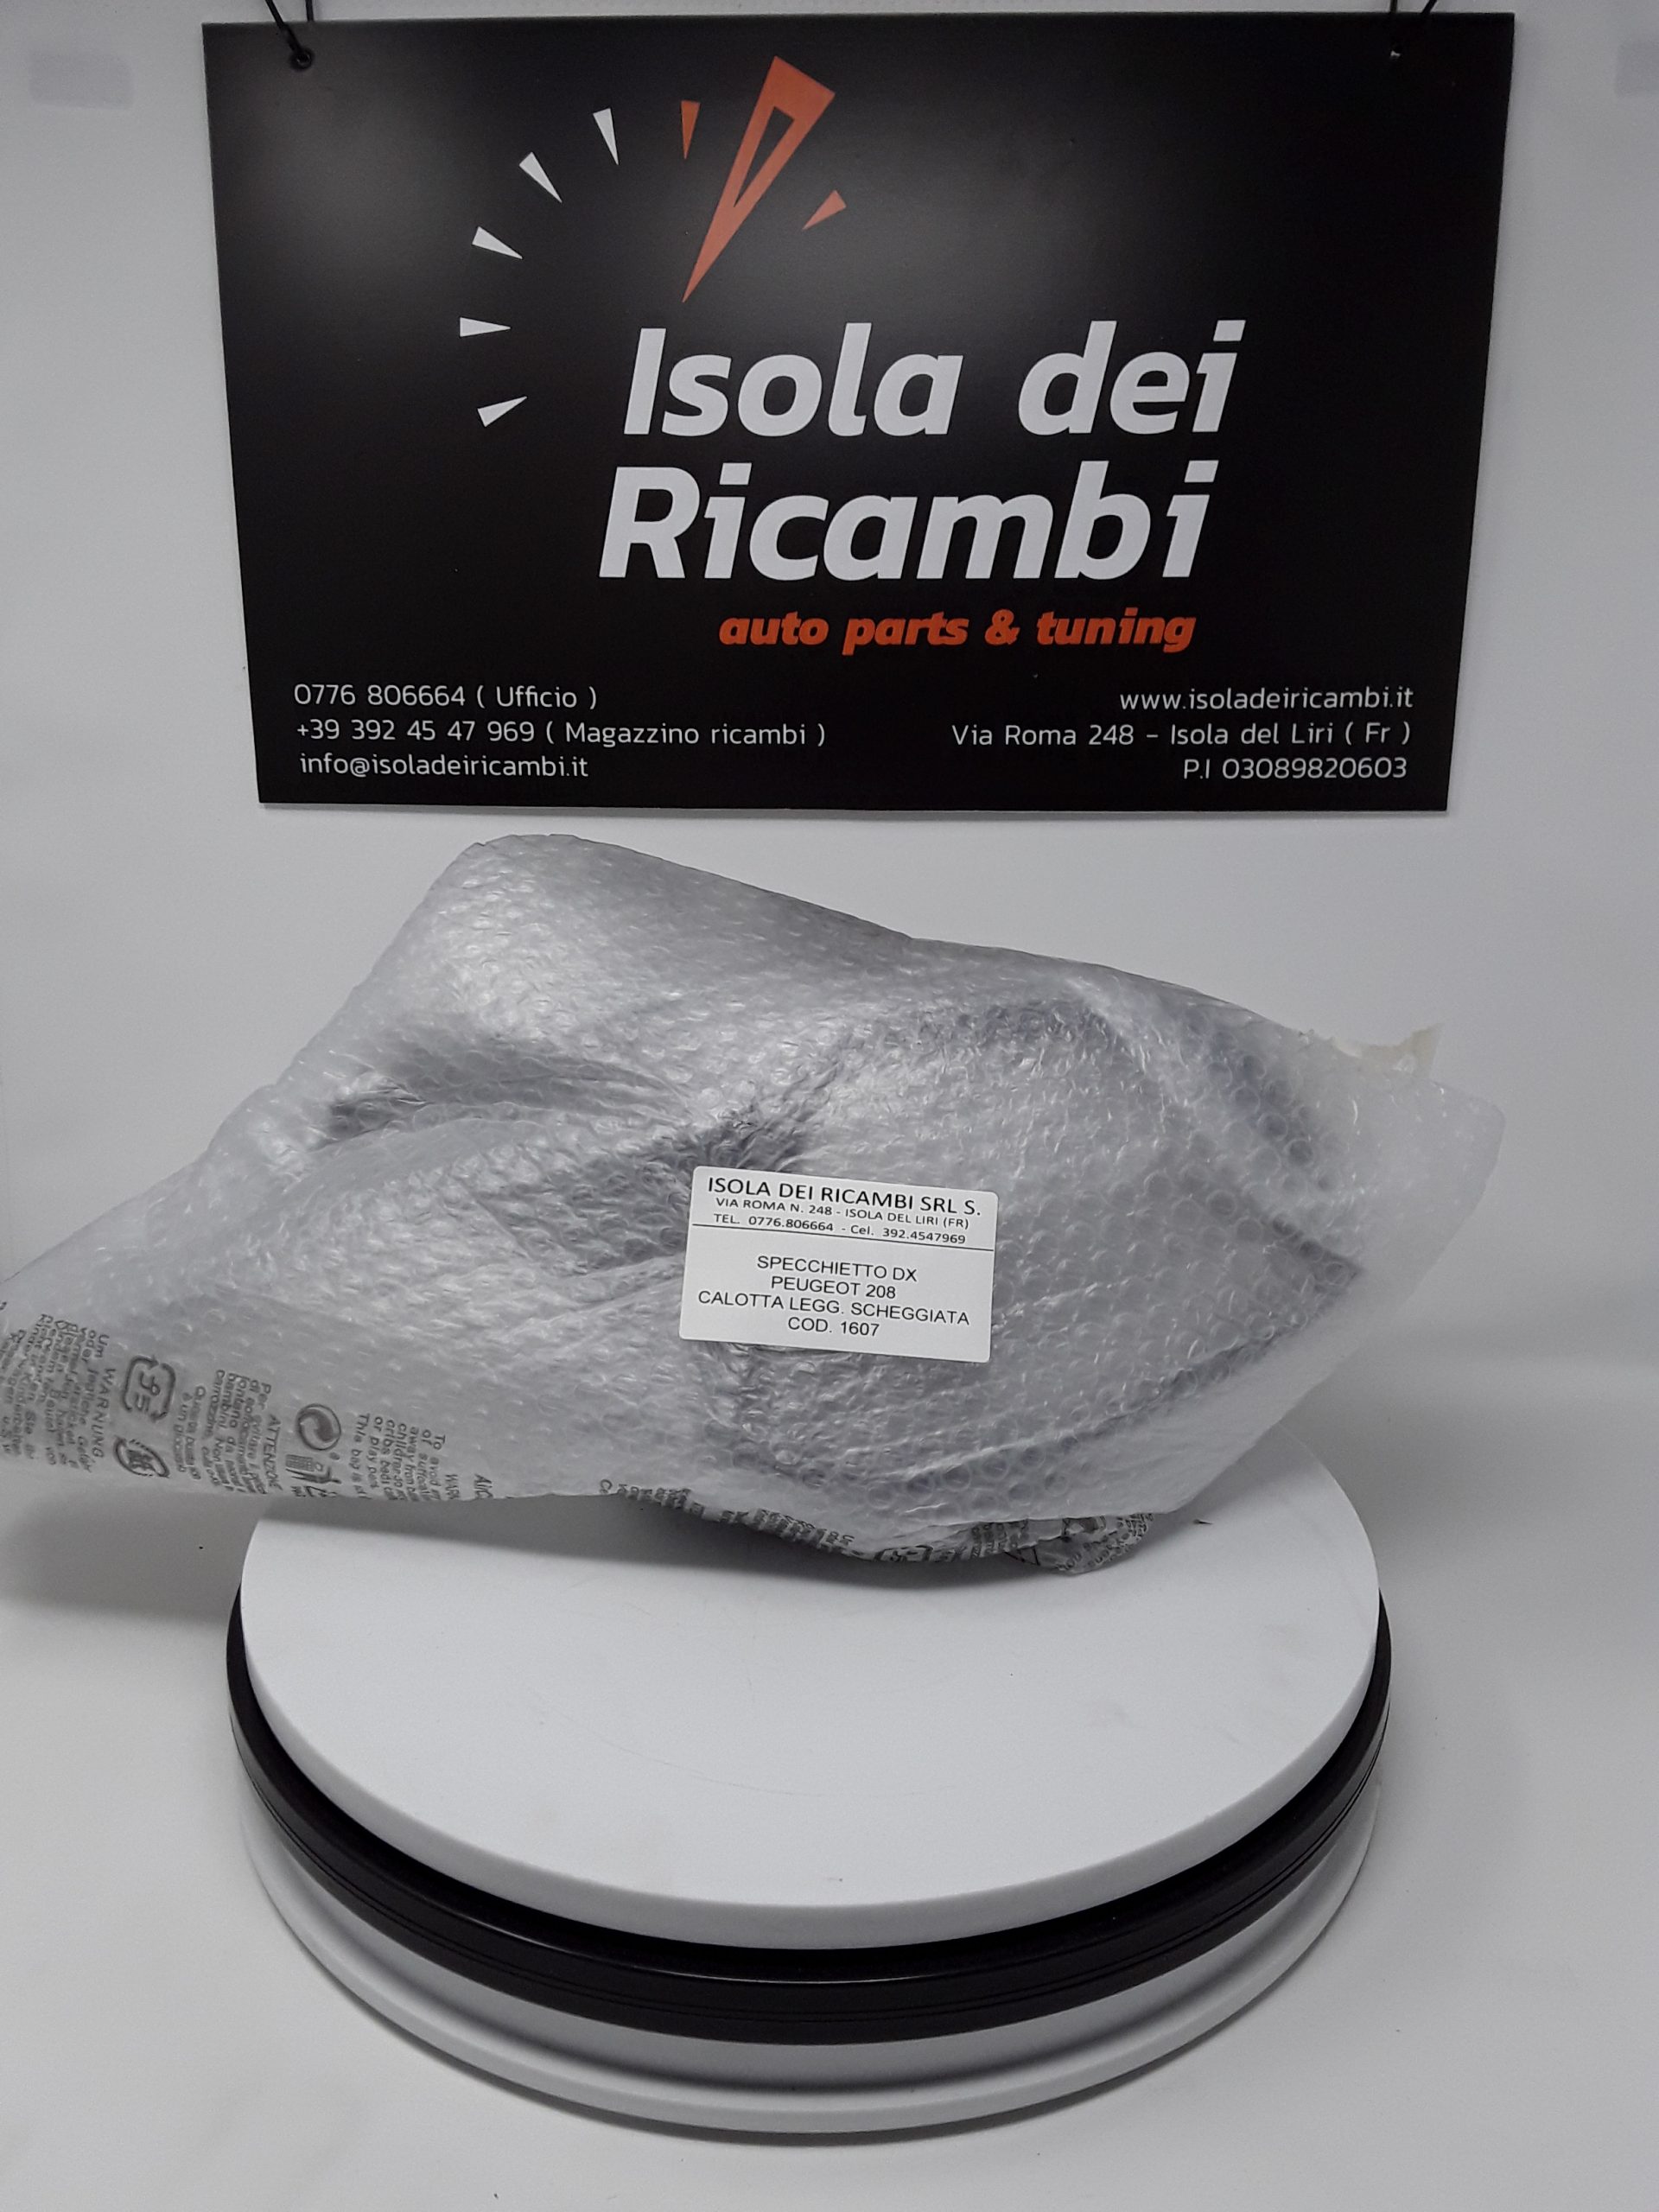 Isola dei
Ricambi
auto parts & tuning
0776 806664 ( Ufficio )
+39 392 45 47 969 ( Magazzino ricambi )
info@isoladeiricambi.it
www.isoladeiricambi.it
Via Roma 248 - Isola del Liri ( Fr )
P.I 03089820603
ISOLA DEI RICAMBI SRL S.
VIA ROMA N. 248 - ISOLA DEL LIRI (FR)
TEL. 0776.806664 - Cel. 392.4547969
SPECCHIETTO DX
PEUGEOT 208
CALOTTA LEGG. SCHEGGIATA
COD. 1607
WARNING
ATTENZIONE